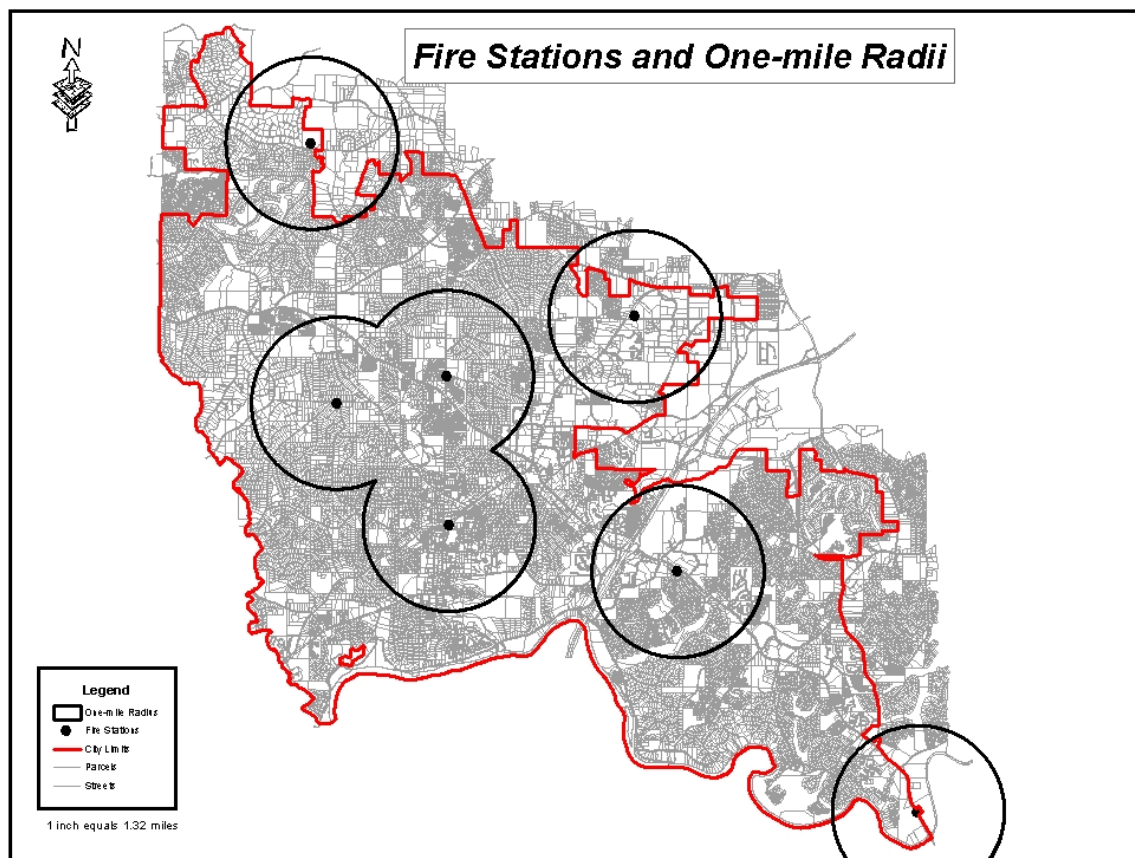 N
Fire Stations and One-mile Radii
Legend
One-mile Radius
Fire Stations
City Limits
Parcels
Streets
1 inch equals 1.32 miles